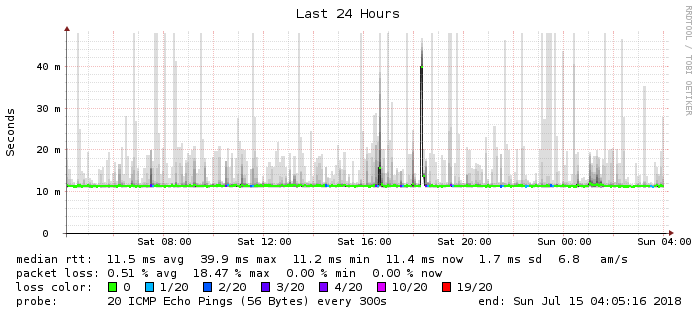 Last 24 Hours
RRDTOOL / TOBI OETIKER
Seconds
40 m
30 m
20 m
10 m
0
Sat 08:00 Sat 12:00 Sat 16:00 Sat 20:00 Sun 00:00 Sun 04:00
median rtt: 11.5 ms avg 39.9 ms max 11.2 ms min 11.4 ms now 1.7 ms sd 6.8 am/s
packet loss: 0.51 % avg 18.47 % max 0.00 % min 0.00 % now
loss color: 0 1/20 2/20 3/20 4/20 10/20 19/20
probe: 20 ICMP Echo Pings (56 Bytes) every 300s end: Sun Jul 15 04:05:16 2018